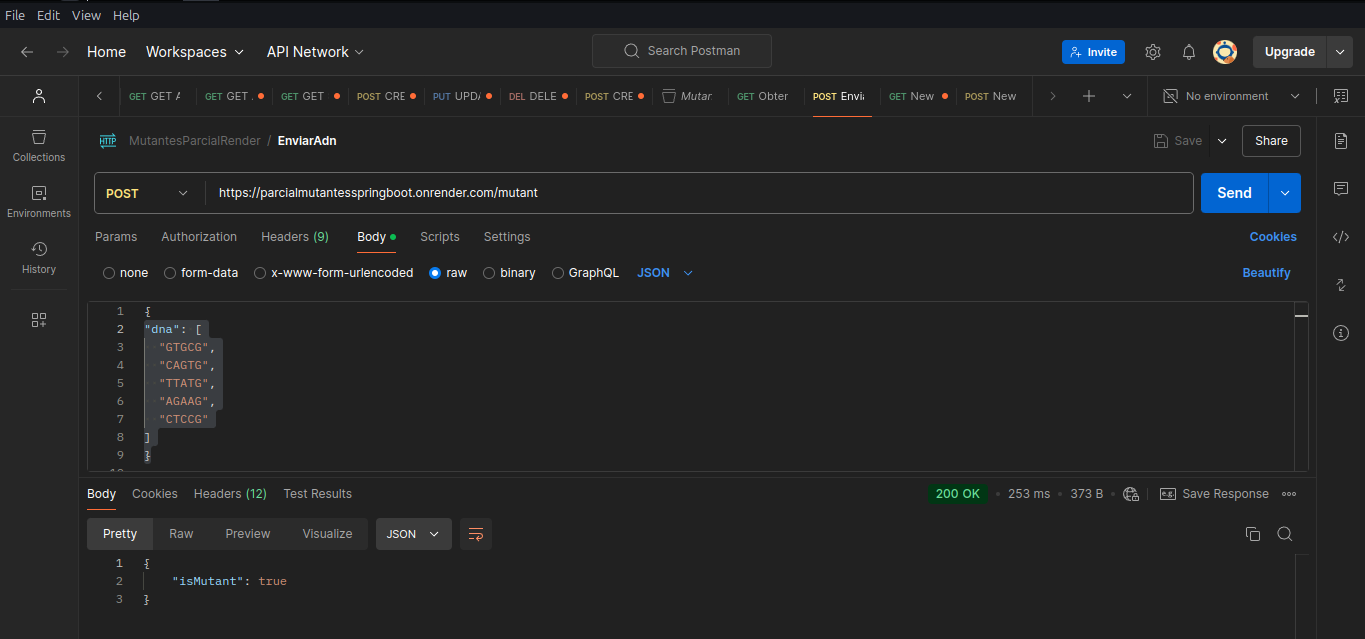 File Edit View Help
Home Workspaces API Network Search Postman Invite Upgrade
GET GET A GET GET . GET GET POST CRE PUT UPD DEL DELE POST CRE Mutar GET Obter POST Envi GET New POST New No environment
HTTP MutantesParcialRender / EnviarAdn Save Share
Collections
Environments
History
POST https://parcialmutantesspringboot.onrender.com/mutant Send
Params Authorization Headers (9) Body Scripts Settings Cookies
none form-data x-www-form-urlencoded raw binary GraphQL JSON Beautify
1 {
2 "dna": [
3 "GTGCG",
4 "CAGTG",
5 "TTATG",
6 "AGAAG",
7 "CTCCG"
8 ]
9 }
Body Cookies Headers (12) Test Results 200 OK 253 ms 373 B e.g. Save Response
Pretty Raw Preview Visualize JSON
1 {
2 "isMutant": true
3 }